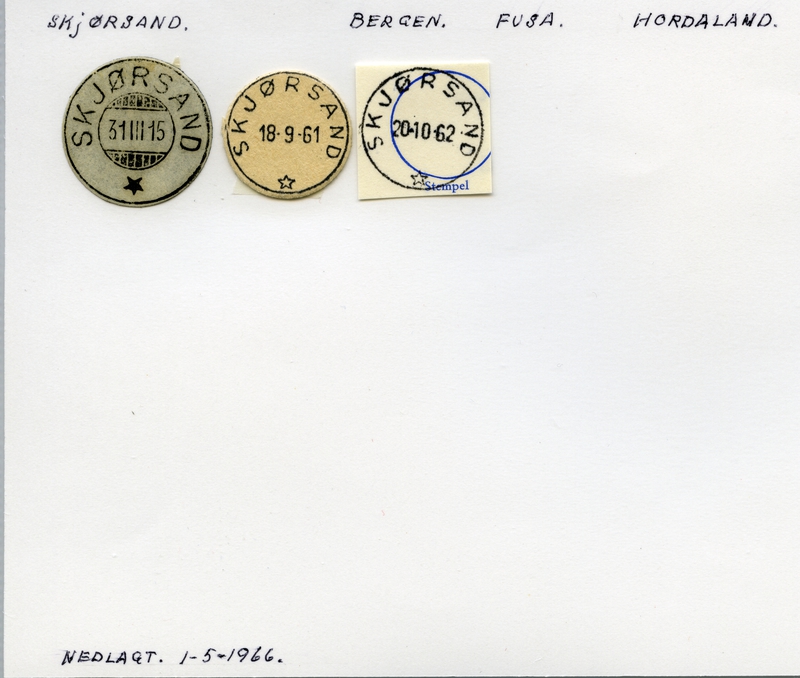 SKjØRSAND. BERGEN. FUSA. HORDALAND.
SKJØRSAND
31 III 15
SKJØRSAND
18-9-61
SKJØRSAND
20-10-62
Stempel
NEDLAGT. 1-5-1966.